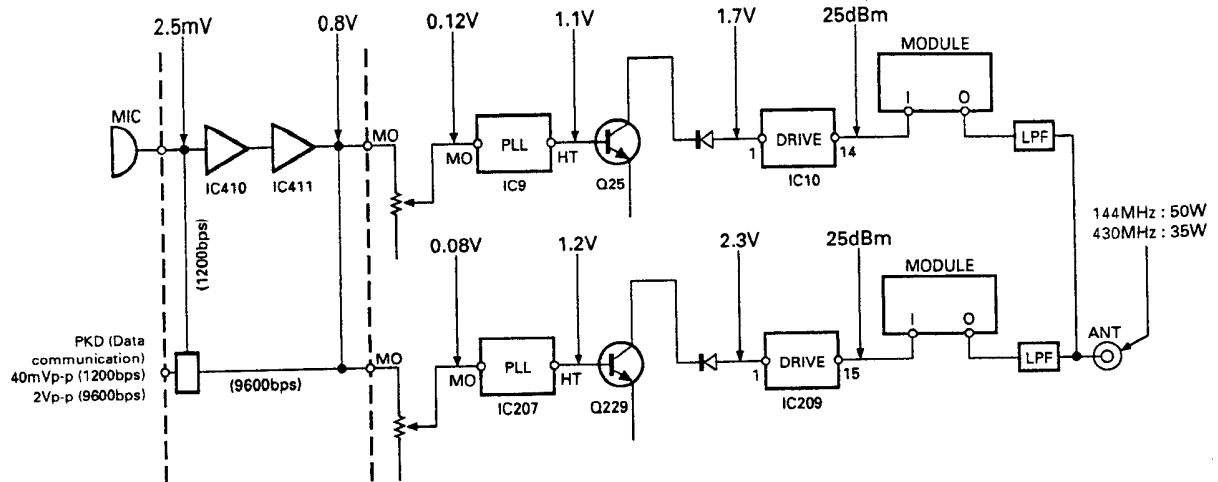 2.5mV
0.8V
0.12V
1.1V
1.7V
25dBm
MODULE
I
O
MIC
MO
MO
PLL
HT
DRIVE
1
14
LPF
IC410
IC411
IC9
Q25
IC10
(1200bps)
144MHz : 50W
430MHz : 35W
0.08V
1.2V
2.3V
25dBm
MODULE
I
O
ANT
PKD (Data
communication)
40mVp-p (1200bps)
2Vp-p (9600bps)
(9600bps)
MO
MO
PLL
HT
DRIVE
1
15
LPF
IC207
Q229
IC209